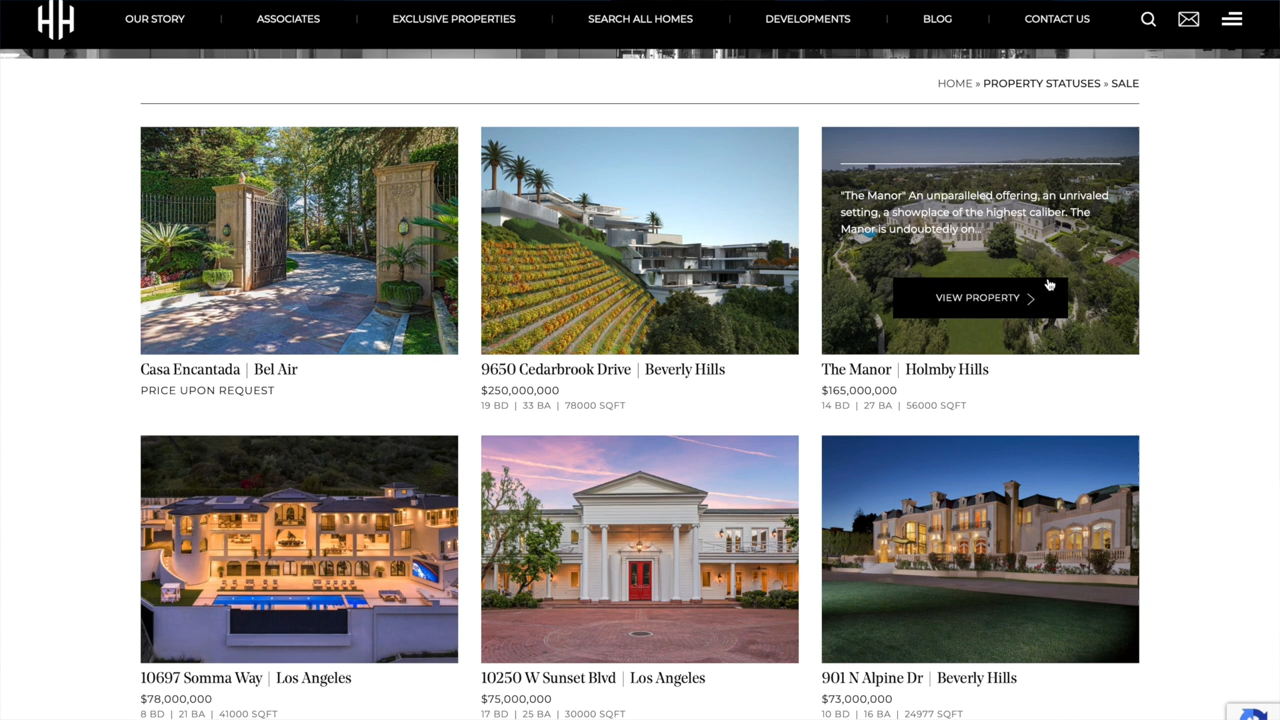 HH
OUR STORY | ASSOCIATES | EXCLUSIVE PROPERTIES | SEARCH ALL HOMES | DEVELOPMENTS | BLOG | CONTACT US
HOME » PROPERTY STATUSES » SALE
"The Manor" An unparalleled offering, an unrivaled
setting, a showplace of the highest caliber. The
Manor is undoubtedly on...
VIEW PROPERTY
Casa Encantada | Bel Air
PRICE UPON REQUEST
9650 Cedarbrook Drive | Beverly Hills
$250,000,000
19 BD | 33 BA | 78000 SQFT
The Manor | Holmby Hills
$165,000,000
14 BD | 27 BA | 56000 SQFT
10697 Somma Way | Los Angeles
$78,000,000
8 BD | 21 BA | 41000 SQFT
10250 W Sunset Blvd | Los Angeles
$75,000,000
17 BD | 25 BA | 30000 SQFT
901 N Alpine Dr | Beverly Hills
$73,000,000
10 BD | 16 BA | 24977 SQFT